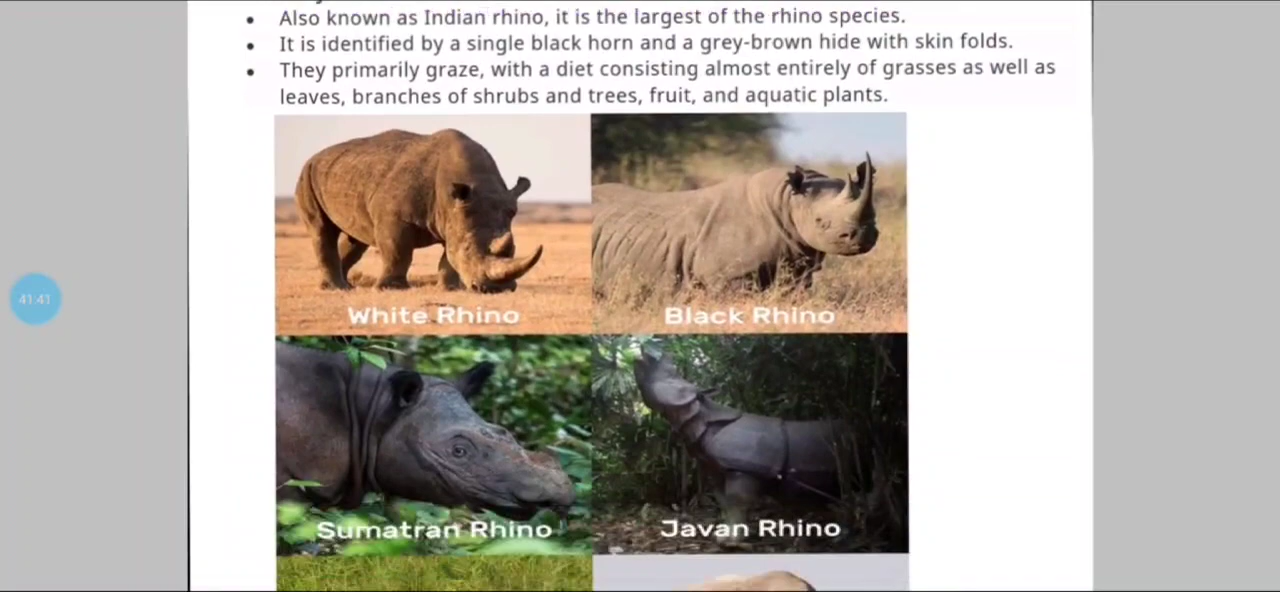 Also known as Indian rhino, it is the largest of the rhino species.
It is identified by a single black horn and a grey-brown hide with skin folds.
They primarily graze, with a diet consisting almost entirely of grasses as well as
leaves, branches of shrubs and trees, fruit, and aquatic plants.
White Rhino
Black Rhino
41:41
Sumatran Rhino
Javan Rhino